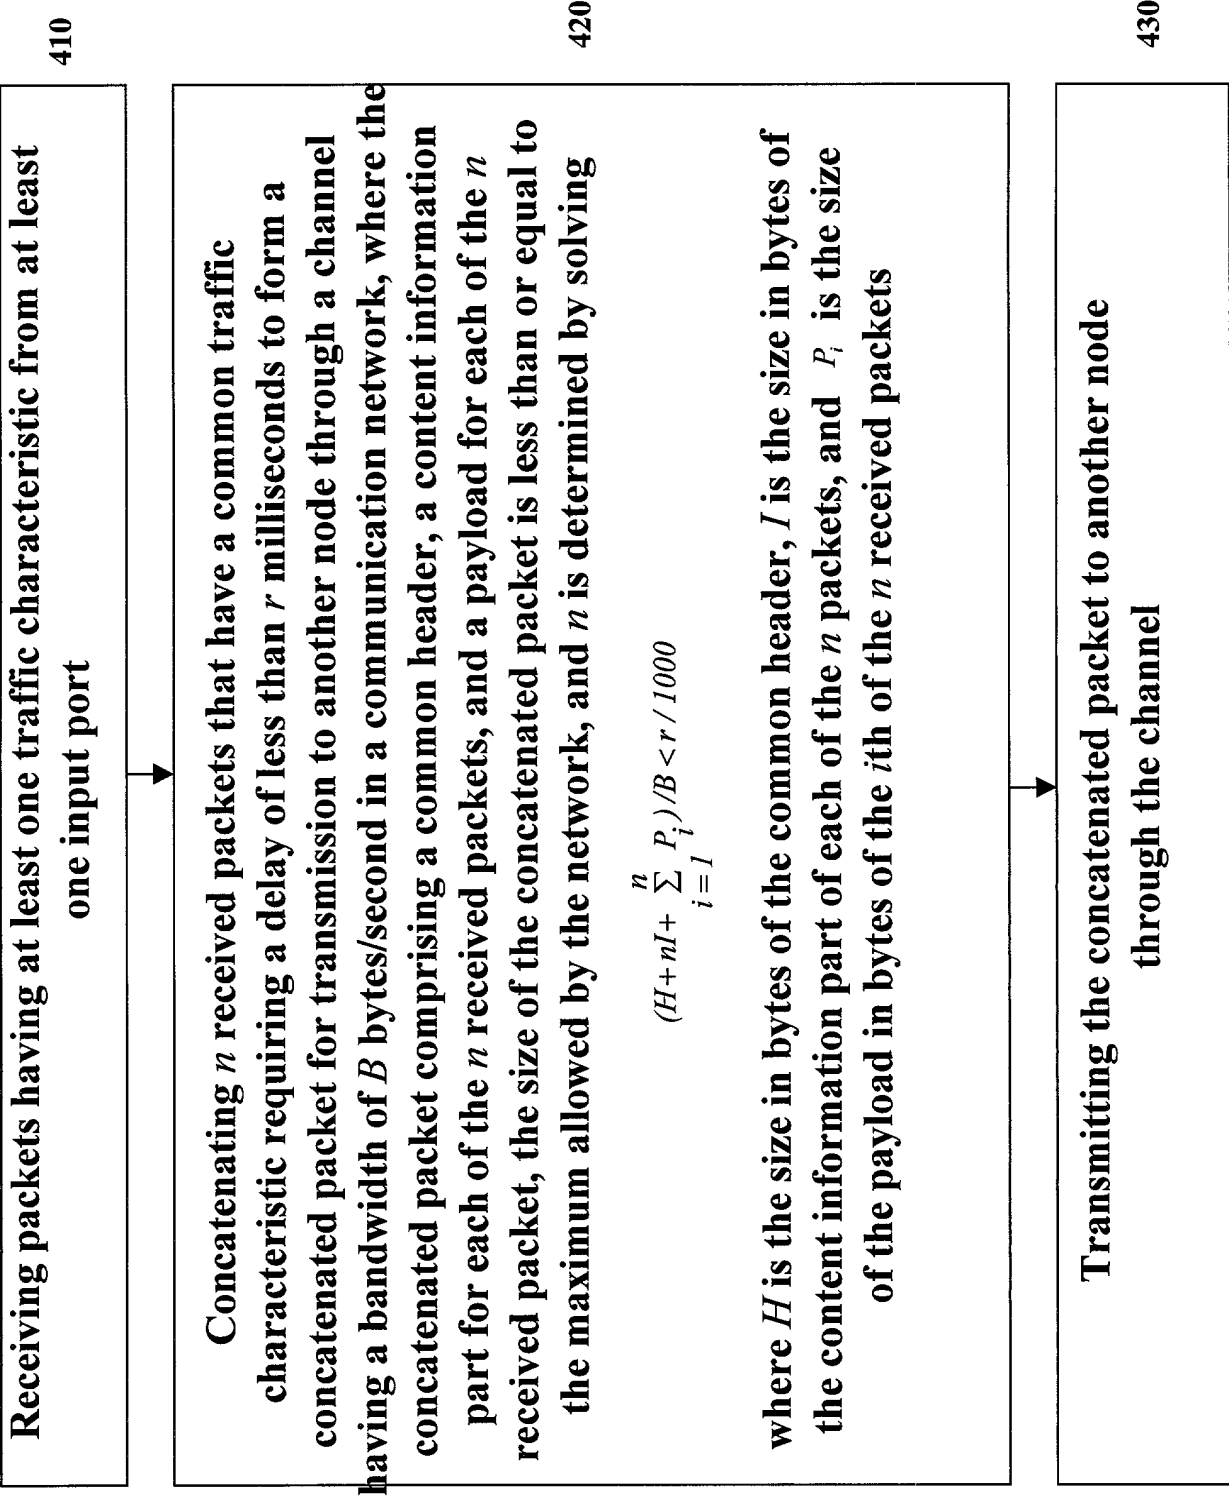 410
Receiving packets having at least one traffic characteristic from at least
one input port
420
Concatenating n received packets that have a common traffic
characteristic requiring a delay of less than r milliseconds to form a
concatenated packet for transmission to another node through a channel
having a bandwidth of B bytes/second in a communication network, where the
concatenated packet comprising a common header, a content information
part for each of the n received packets, and a payload for each of the n
received packet, the size of the concatenated packet is less than or equal to
the maximum allowed by the network, and n is determined by solving
(H+nI+ n∑i=1 Pi)/B < r/1000
where H is the size in bytes of the common header, I is the size in bytes of
the content information part of each of the n packets, and Pi is the size
of the payload in bytes of the ith of the n received packets
430
Transmitting the concatenated packet to another node
through the channel